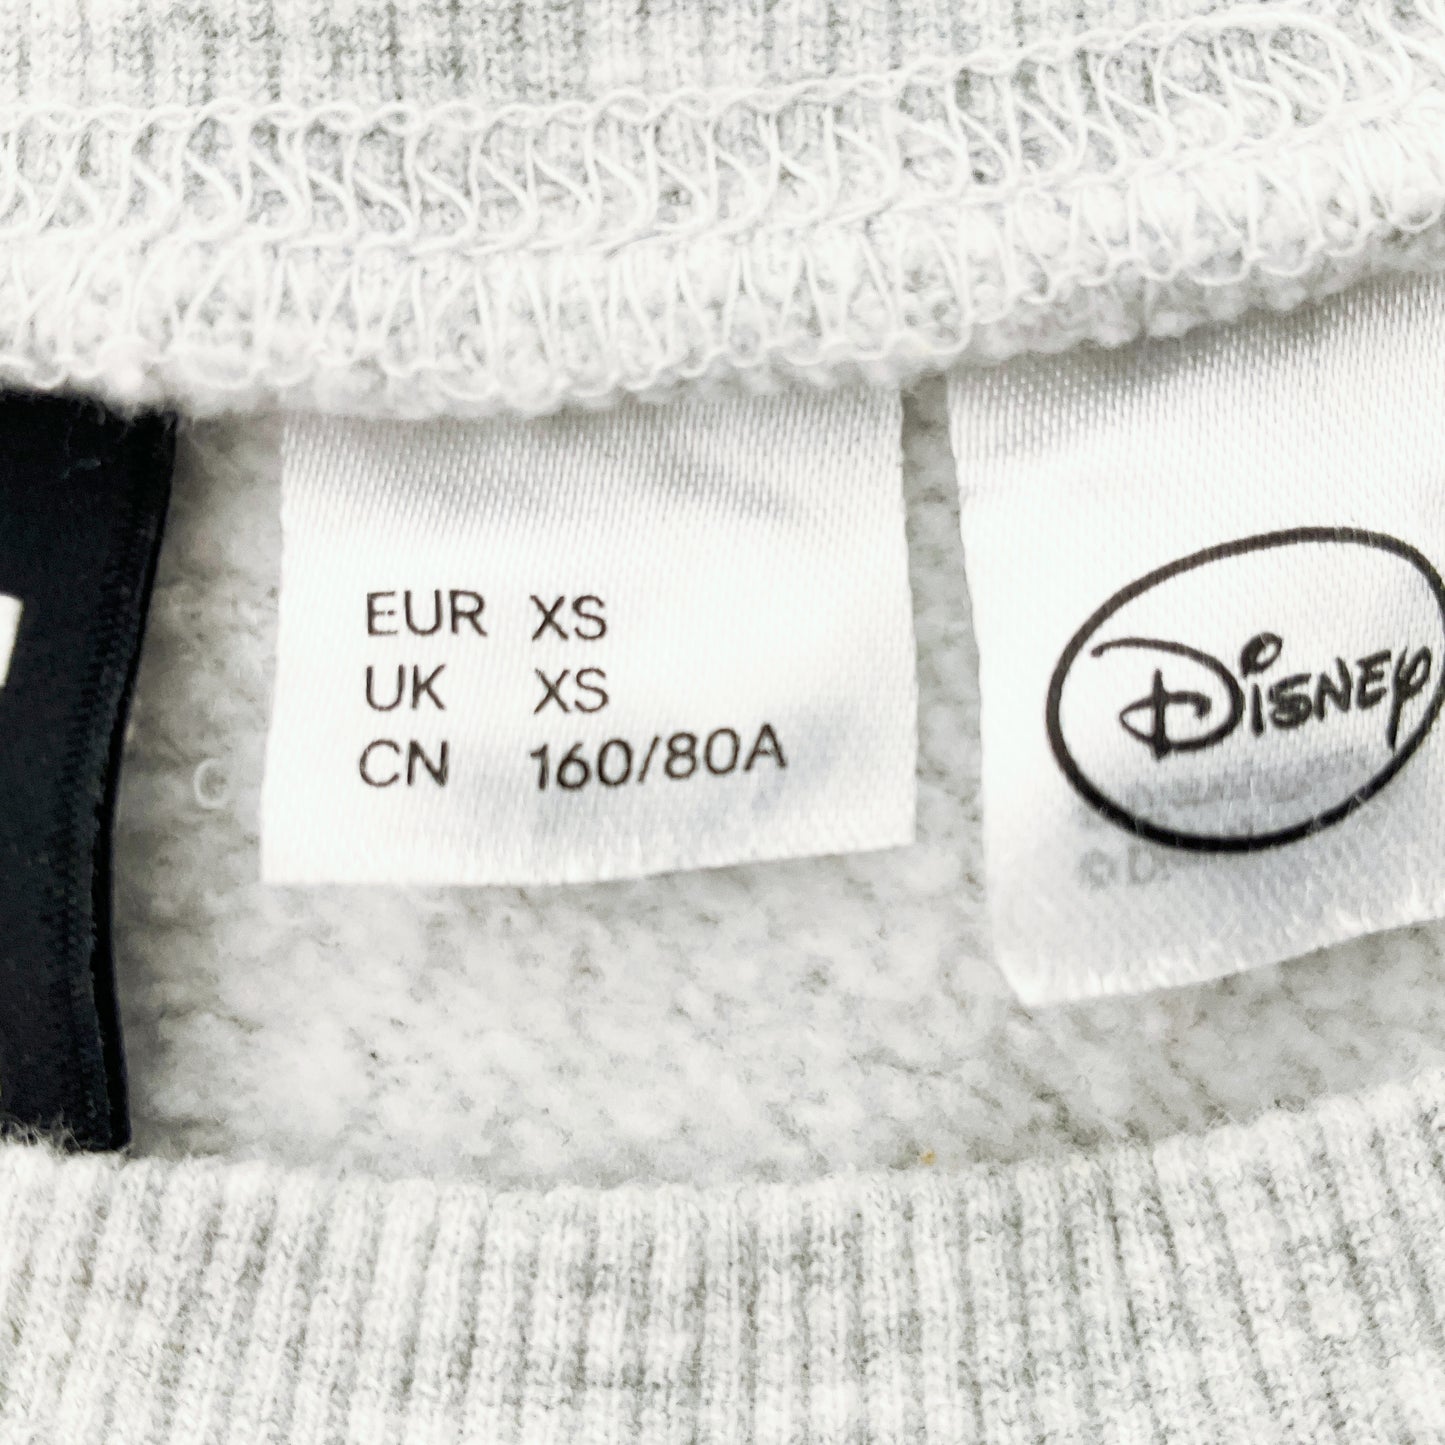 EUR XS
UK XS
CN 160/80A
Disney